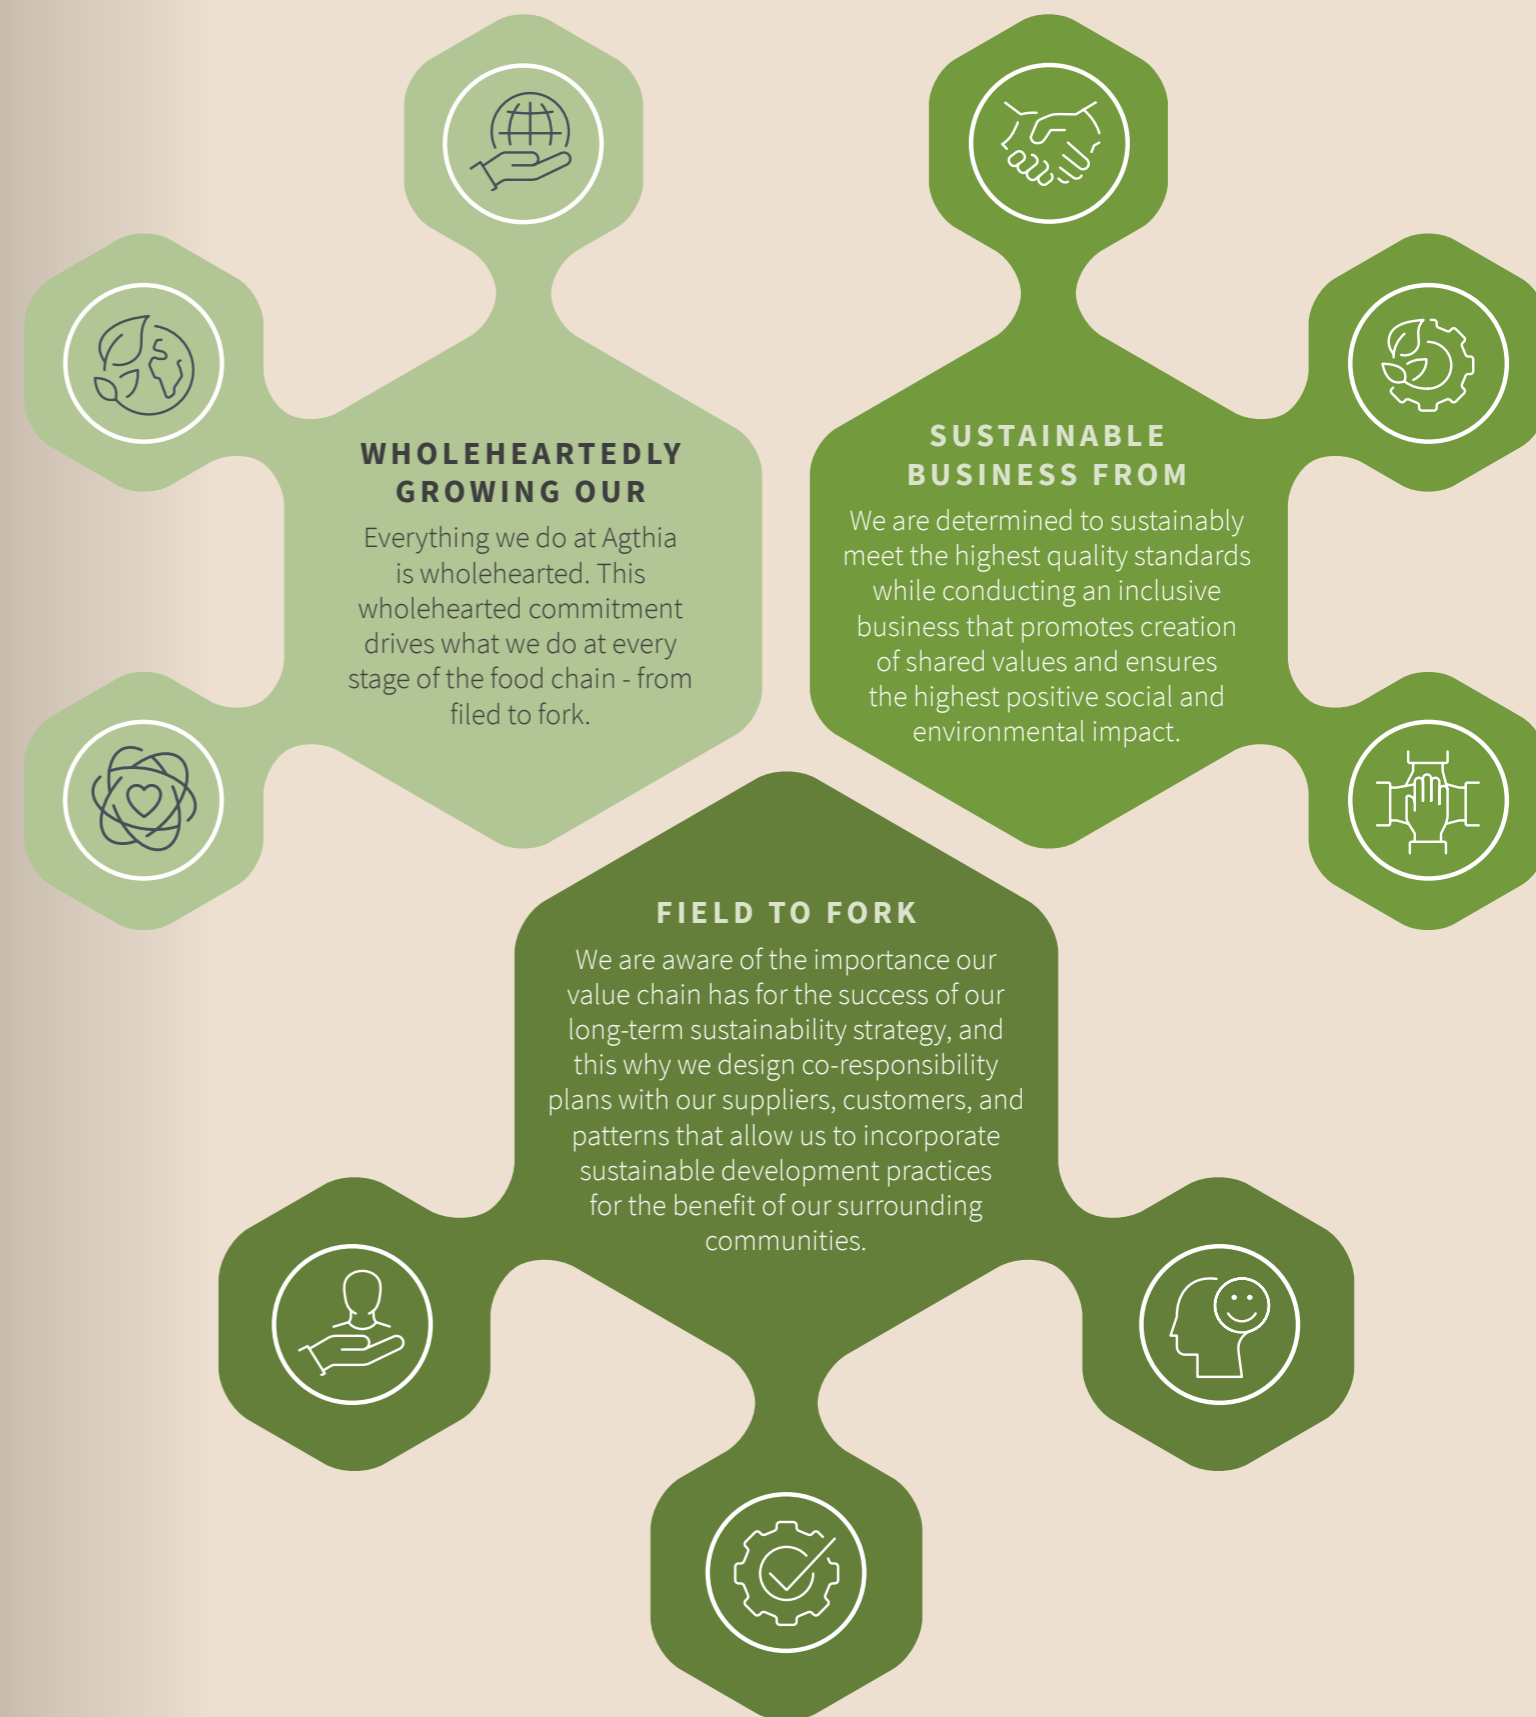 WHOLEHEARTEDLY
GROWING OUR
Everything we do at Agthia
is wholehearted. This
wholehearted commitment
drives what we do at every
stage of the food chain - from
filed to fork.
SUSTAINABLE
BUSINESS FROM
We are determined to sustainably
meet the highest quality standards
while conducting an inclusive
business that promotes creation
of shared values and ensures
the highest positive social and
environmental impact.
FIELD TO FORK
We are aware of the importance our
value chain has for the success of our
long-term sustainability strategy, and
this why we design co-responsibility
plans with our suppliers, customers, and
patterns that allow us to incorporate
sustainable development practices
for the benefit of our surrounding
communities.